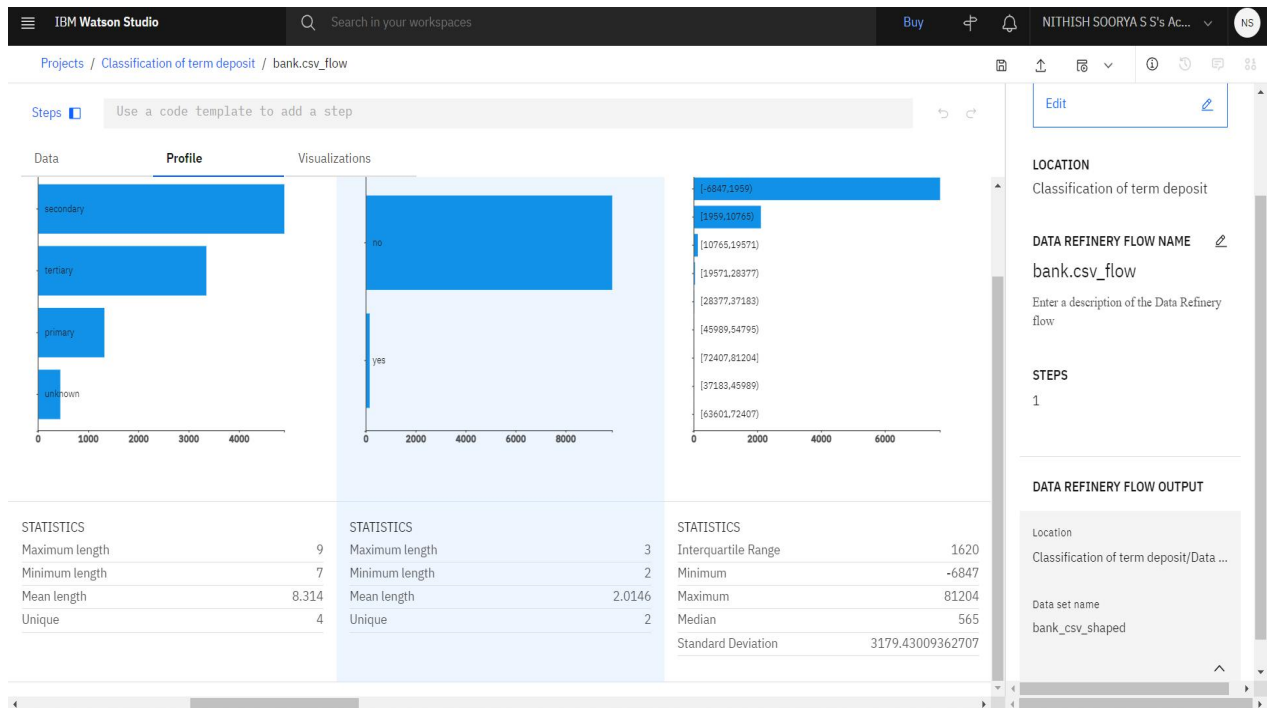 IBM Watson Studio
Search in your workspaces
Buy
NITHISH SOORYA S S's Ac...
NS
Projects / Classification of term deposit / bank.csv_flow
Steps
Use a code template to add a step
Data
Profile
Visualizations
secondary
tertiary
primary
unknown
0 1000 2000 3000 4000
no
yes
0 2000 4000 6000 8000
[-6847,1959)
[1959,10765)
[10765,19571)
[19571,28377)
[28377,37183)
[45989,54795)
[72407,81204]
[37183,45989)
[63601,72407)
0 2000 4000 6000
STATISTICS
Maximum length 9
Minimum length 7
Mean length 8.314
Unique 4
STATISTICS
Maximum length 3
Minimum length 2
Mean length 2.0146
Unique 2
STATISTICS
Interquartile Range 1620
Minimum -6847
Maximum 81204
Median 565
Standard Deviation 3179.43009362707
Edit
LOCATION
Classification of term deposit
DATA REFINERY FLOW NAME
bank.csv_flow
Enter a description of the Data Refinery
flow
STEPS
1
DATA REFINERY FLOW OUTPUT
Location
Classification of term deposit/Data ...
Data set name
bank_csv_shaped